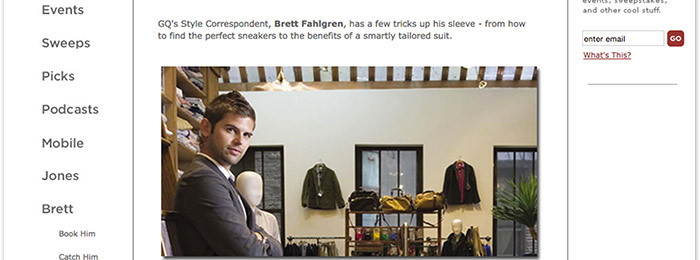 Events
Sweeps
Picks
Podcasts
Mobile
Jones
Brett
Book Him
Catch Him
GQ's Style Correspondent, Brett Fahlgren, has a few tricks up his sleeve - from how
to find the perfect sneakers to the benefits of a smartly tailored suit.
events, sweepstakes,
and other cool stuff.
enter email GO
What's This?